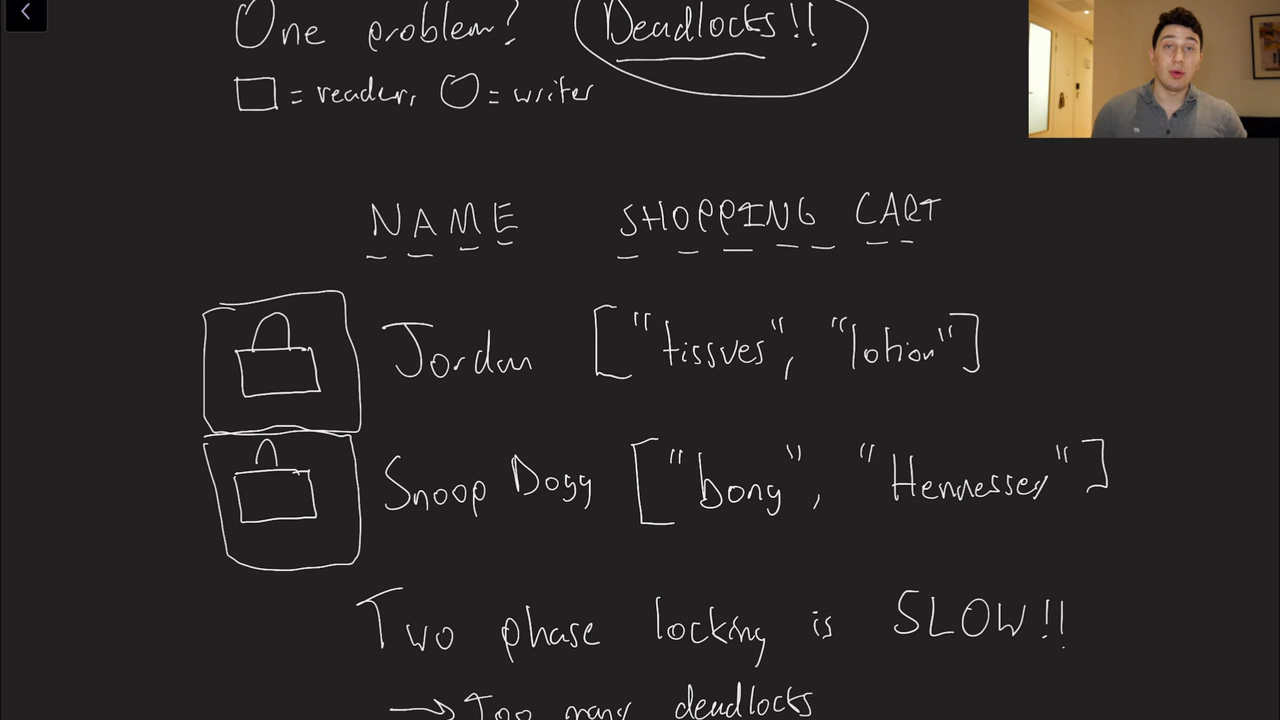 One problem? Deadlocks!!
= reader, = writer
NAME SHOPPING CART
Jordan ["tissues", "lotion"]
Snoop Dogg ["bong", "Hennessey"]
Two phase locking is SLOW!!
→ Too many deadlocks